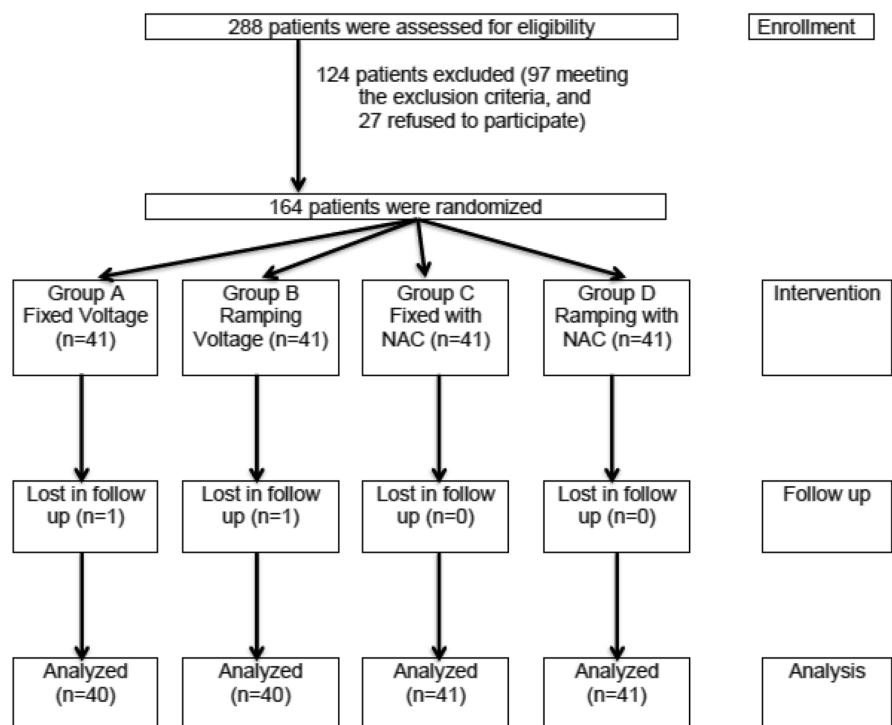 288 patients were assessed for eligibility
Enrollment
124 patients excluded (97 meeting
the exclusion criteria, and
27 refused to participate)
164 patients were randomized
Group A
Fixed Voltage
(n=41)
Group B
Ramping
Voltage (n=41)
Group C
Fixed with
NAC (n=41)
Group D
Ramping with
NAC (n=41)
Intervention
Lost in follow
up (n=1)
Lost in follow
up (n=1)
Lost in follow
up (n=0)
Lost in follow
up (n=0)
Follow up
Analyzed
(n=40)
Analyzed
(n=40)
Analyzed
(n=41)
Analyzed
(n=41)
Analysis